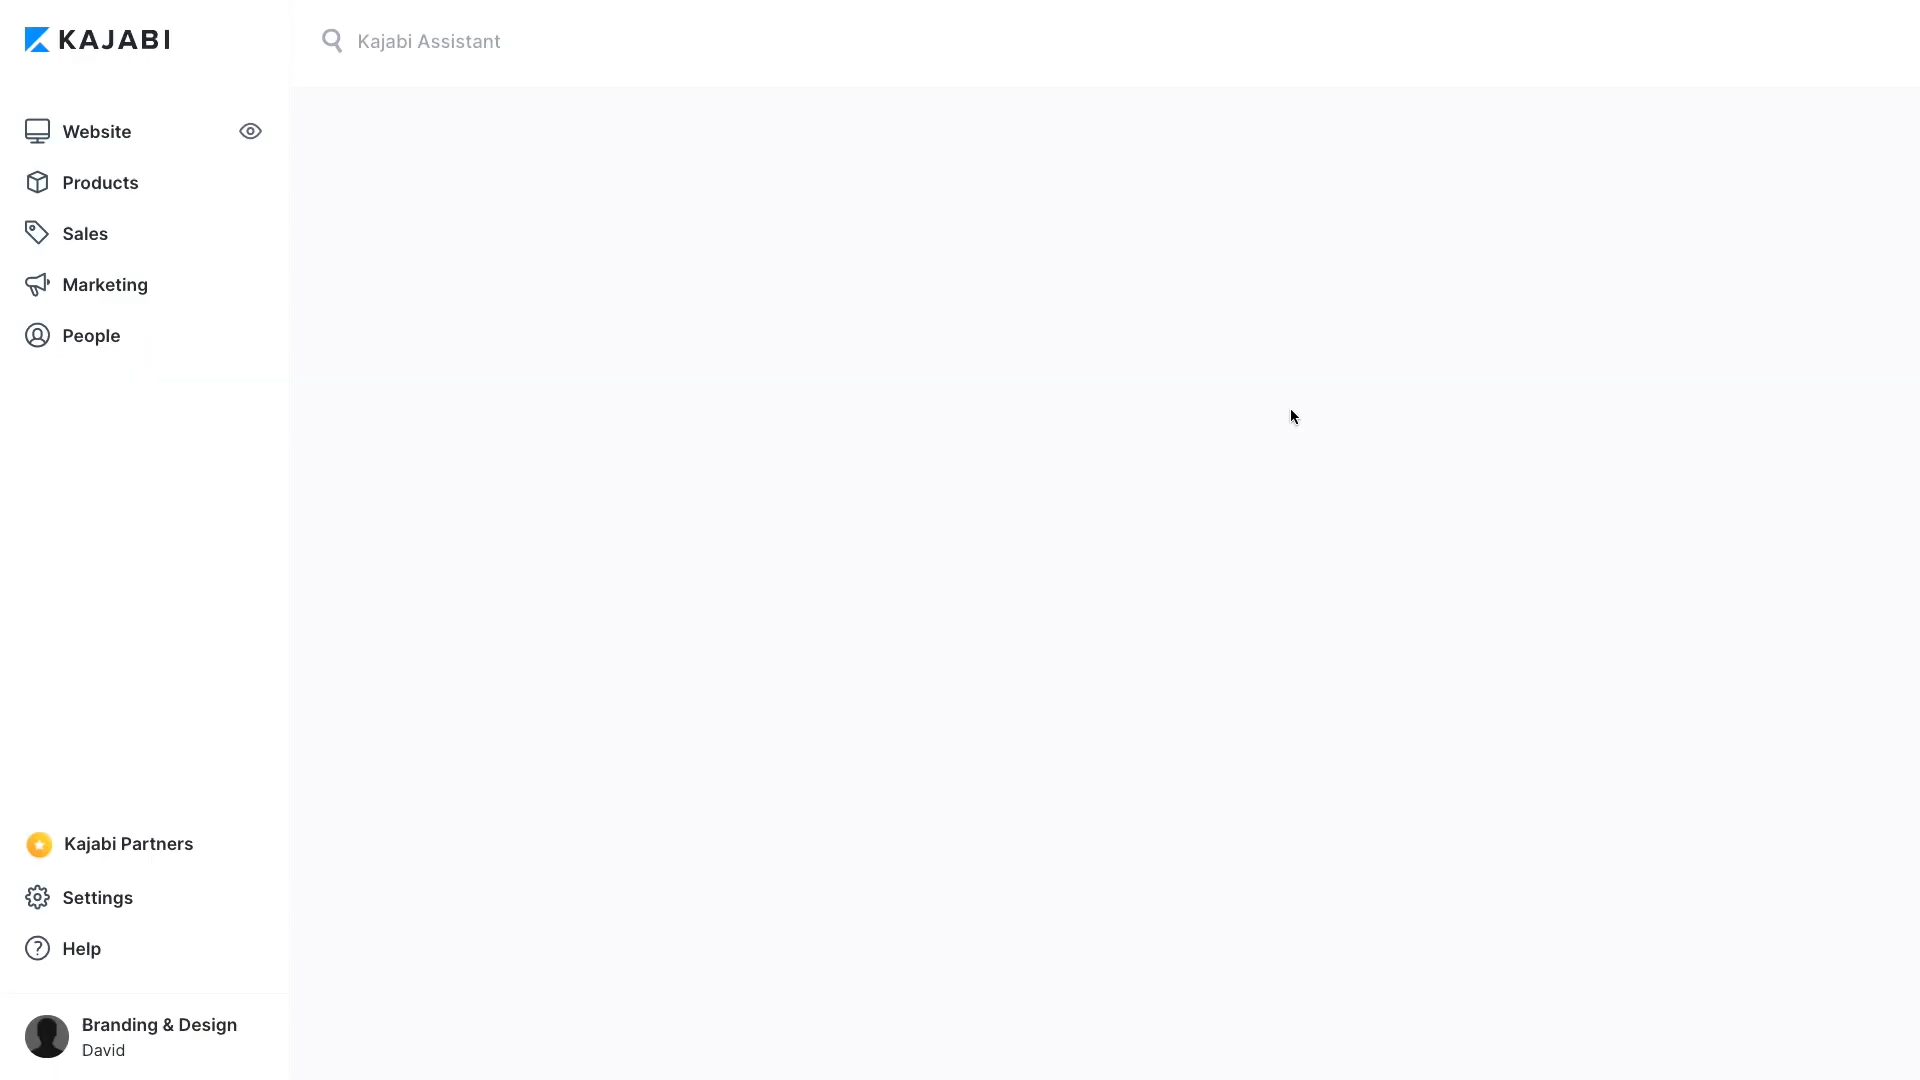 KAJABI
Kajabi Assistant
Website
Products
Sales
Marketing
People
Kajabi Partners
Settings
Help
Branding & Design
David